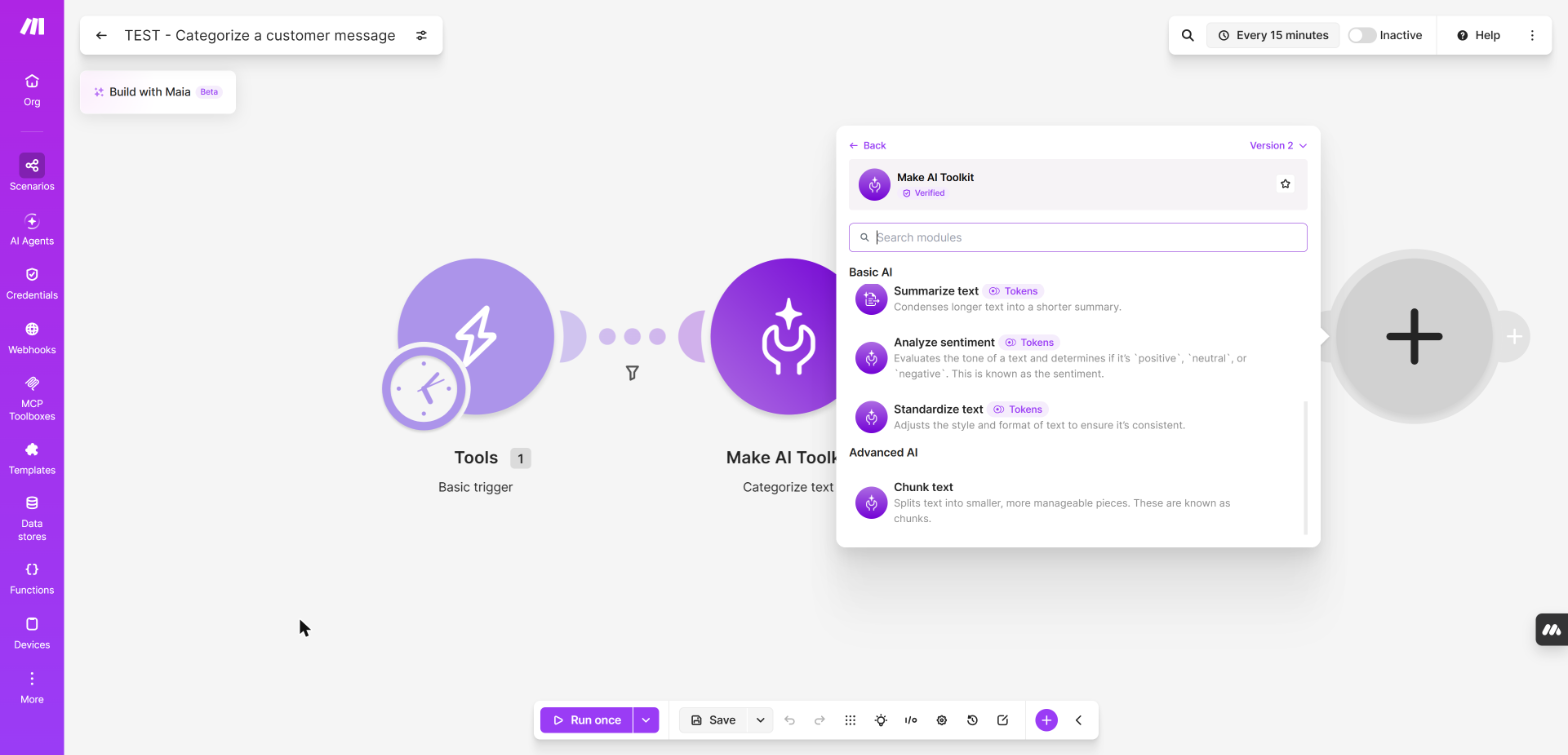 TEST - Categorize a customer message
Every 15 minutes
Inactive
Help
Build with Maia Beta
Org
Scenarios
AI Agents
Credentials
Webhooks
MCP
Toolboxes
Templates
Data
stores
Functions
Devices
More
Tools 1
Basic trigger
Make AI Toolk
Categorize text
Back
Version 2
Make AI Toolkit
Verified
Search modules
Basic AI
Summarize text Tokens
Condenses longer text into a shorter summary.
Analyze sentiment Tokens
Evaluates the tone of a text and determines if it's `positive`, `neutral`, or
`negative`. This is known as the sentiment.
Standardize text Tokens
Adjusts the style and format of text to ensure it's consistent.
Advanced AI
Chunk text
Splits text into smaller, more manageable pieces. These are known as
chunks.
Run once
Save